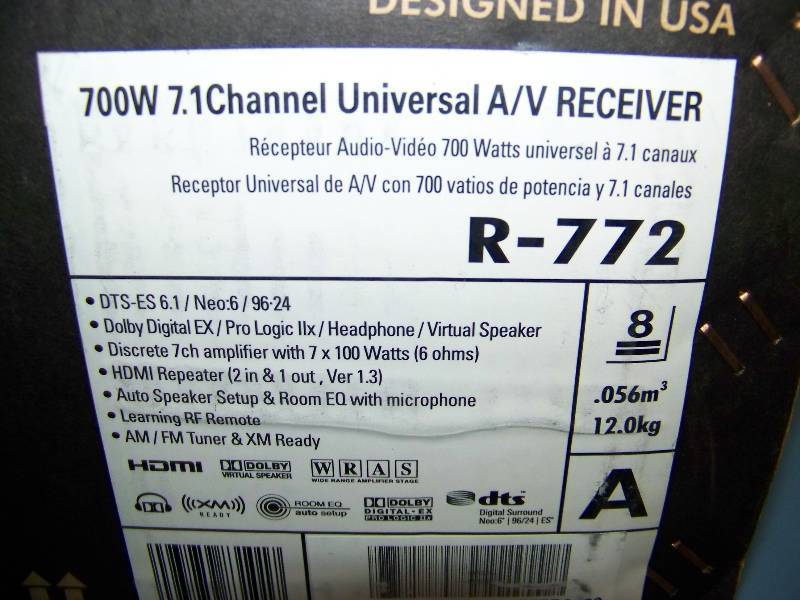 DESIGNED IN USA
700W 7.1Channel Universal A/V RECEIVER
Récepteur Audio-Vidéo 700 Watts universel à 7.1 canaux
Receptor Universal de A/V con 700 vatios de potencia y 7.1 canales
R-772
• DTS-ES 6.1 / Neo:6 / 96·24
• Dolby Digital EX / Pro Logic IIx / Headphone / Virtual Speaker
• Discrete 7ch amplifier with 7 x 100 Watts (6 ohms)
• HDMI Repeater (2 in & 1 out , Ver 1.3)
• Auto Speaker Setup & Room EQ with microphone
• Learning RF Remote
• AM / FM Tuner & XM Ready
8
.056m³
12.0kg
A
HDMI
DOLBY
VIRTUAL SPEAKER
WRAS
WIDE RANGE AMPLIFIER STAGE
((XM))
READY
ROOM EQ
auto setup
DOLBY
DIGITAL·EX
PRO LOGIC IIx
dts
Digital Surround
Neo:6 | 96/24 | ES